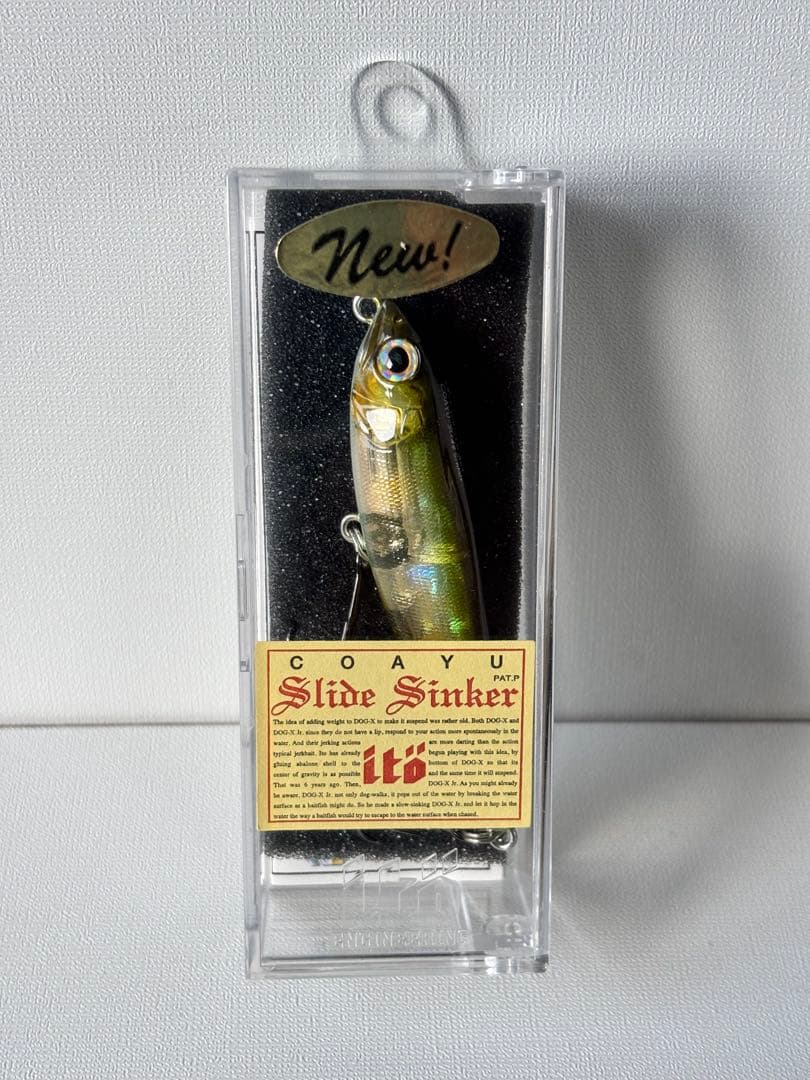 New!
COAYU
PAT.P
Slide Sinker
The idea of adding weight to DOG-X to make it suspend was rather old. Both DOG-X and
DOG-X Jr. since they do not have a lip, respond to your action more spontaneously in the
water. And their jerking actions are more darting than the action
typical jerkbait. Ito has already begun playing with this idea, by
gluing abalone shell to the bottom of DOG-X so that its
center of gravity is as possible and the same time it will suspend.
That was 6 years ago. Then, DOG-X Jr. As you might already
be aware, DOG-X Jr. not only dog-walks, it pops out of the water by breaking the water
surface as a baitfish might do. So he made a slow-sinking DOG-X Jr. and let it hop in the
water the way a baitfish would try to escape to the water surface when chased.
itö